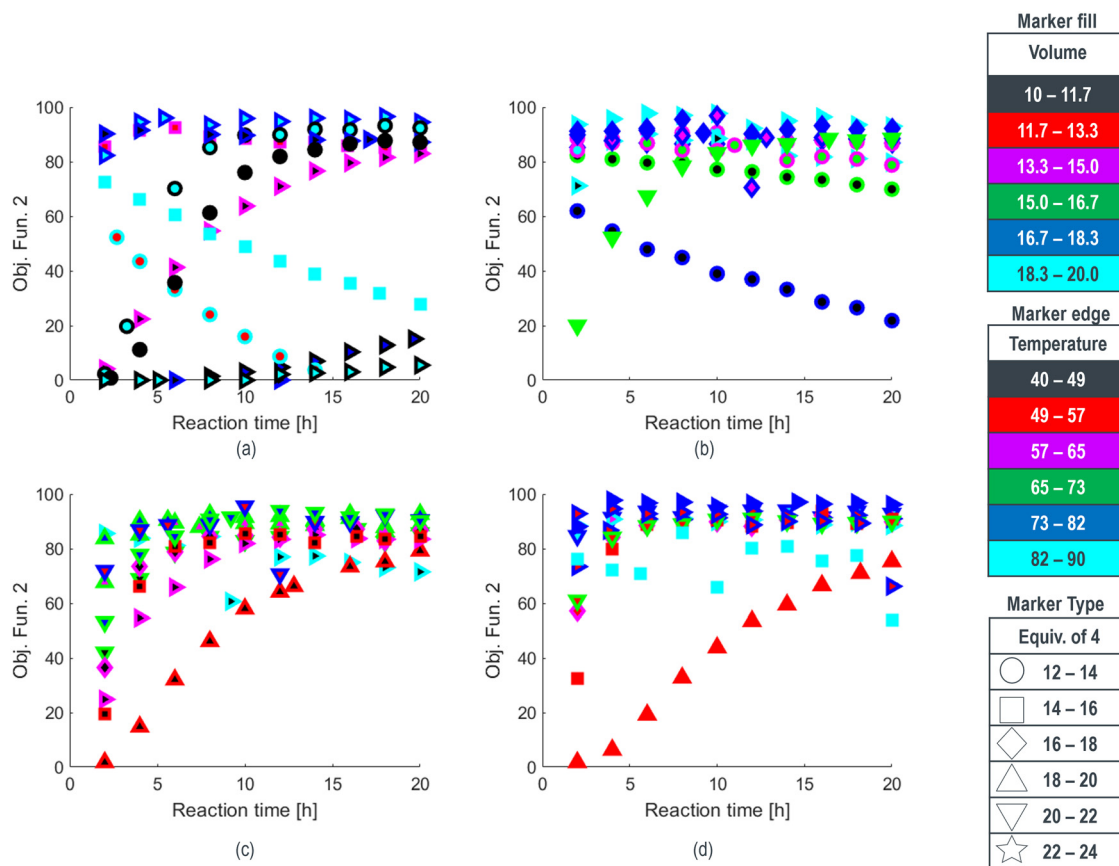 Marker fill
Volume
10 – 11.7
11.7 – 13.3
13.3 – 15.0
15.0 – 16.7
16.7 – 18.3
18.3 – 20.0
Marker edge
Temperature
40 – 49
49 – 57
57 – 65
65 – 73
73 – 82
82 – 90
Marker Type
Equiv. of 4
12 – 14
14 – 16
16 – 18
18 – 20
20 – 22
22 – 24
100
80
60
40
20
0
Obj. Fun. 2
0 5 10 15 20
Reaction time [h]
(a)
100
80
60
40
20
0
Obj. Fun. 2
0 5 10 15 20
Reaction time [h]
(b)
100
80
60
40
20
0
Obj. Fun. 2
0 5 10 15 20
Reaction time [h]
(c)
100
80
60
40
20
0
Obj. Fun. 2
0 5 10 15 20
Reaction time [h]
(d)